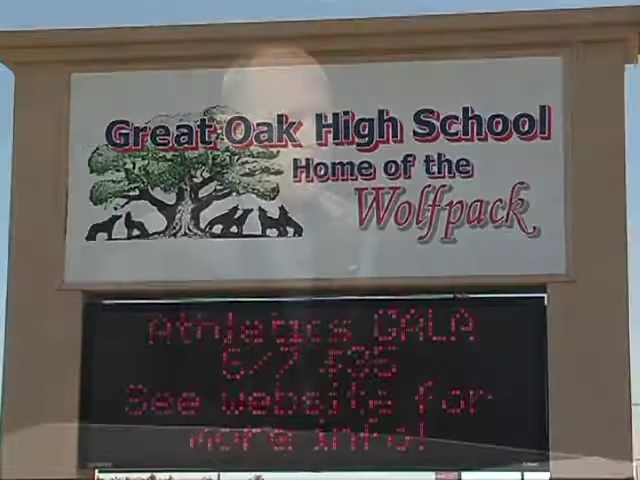 Great Oak High School
Home of the
Wolfpack
Athletics GALA
5/7 $35
See website for
more info!